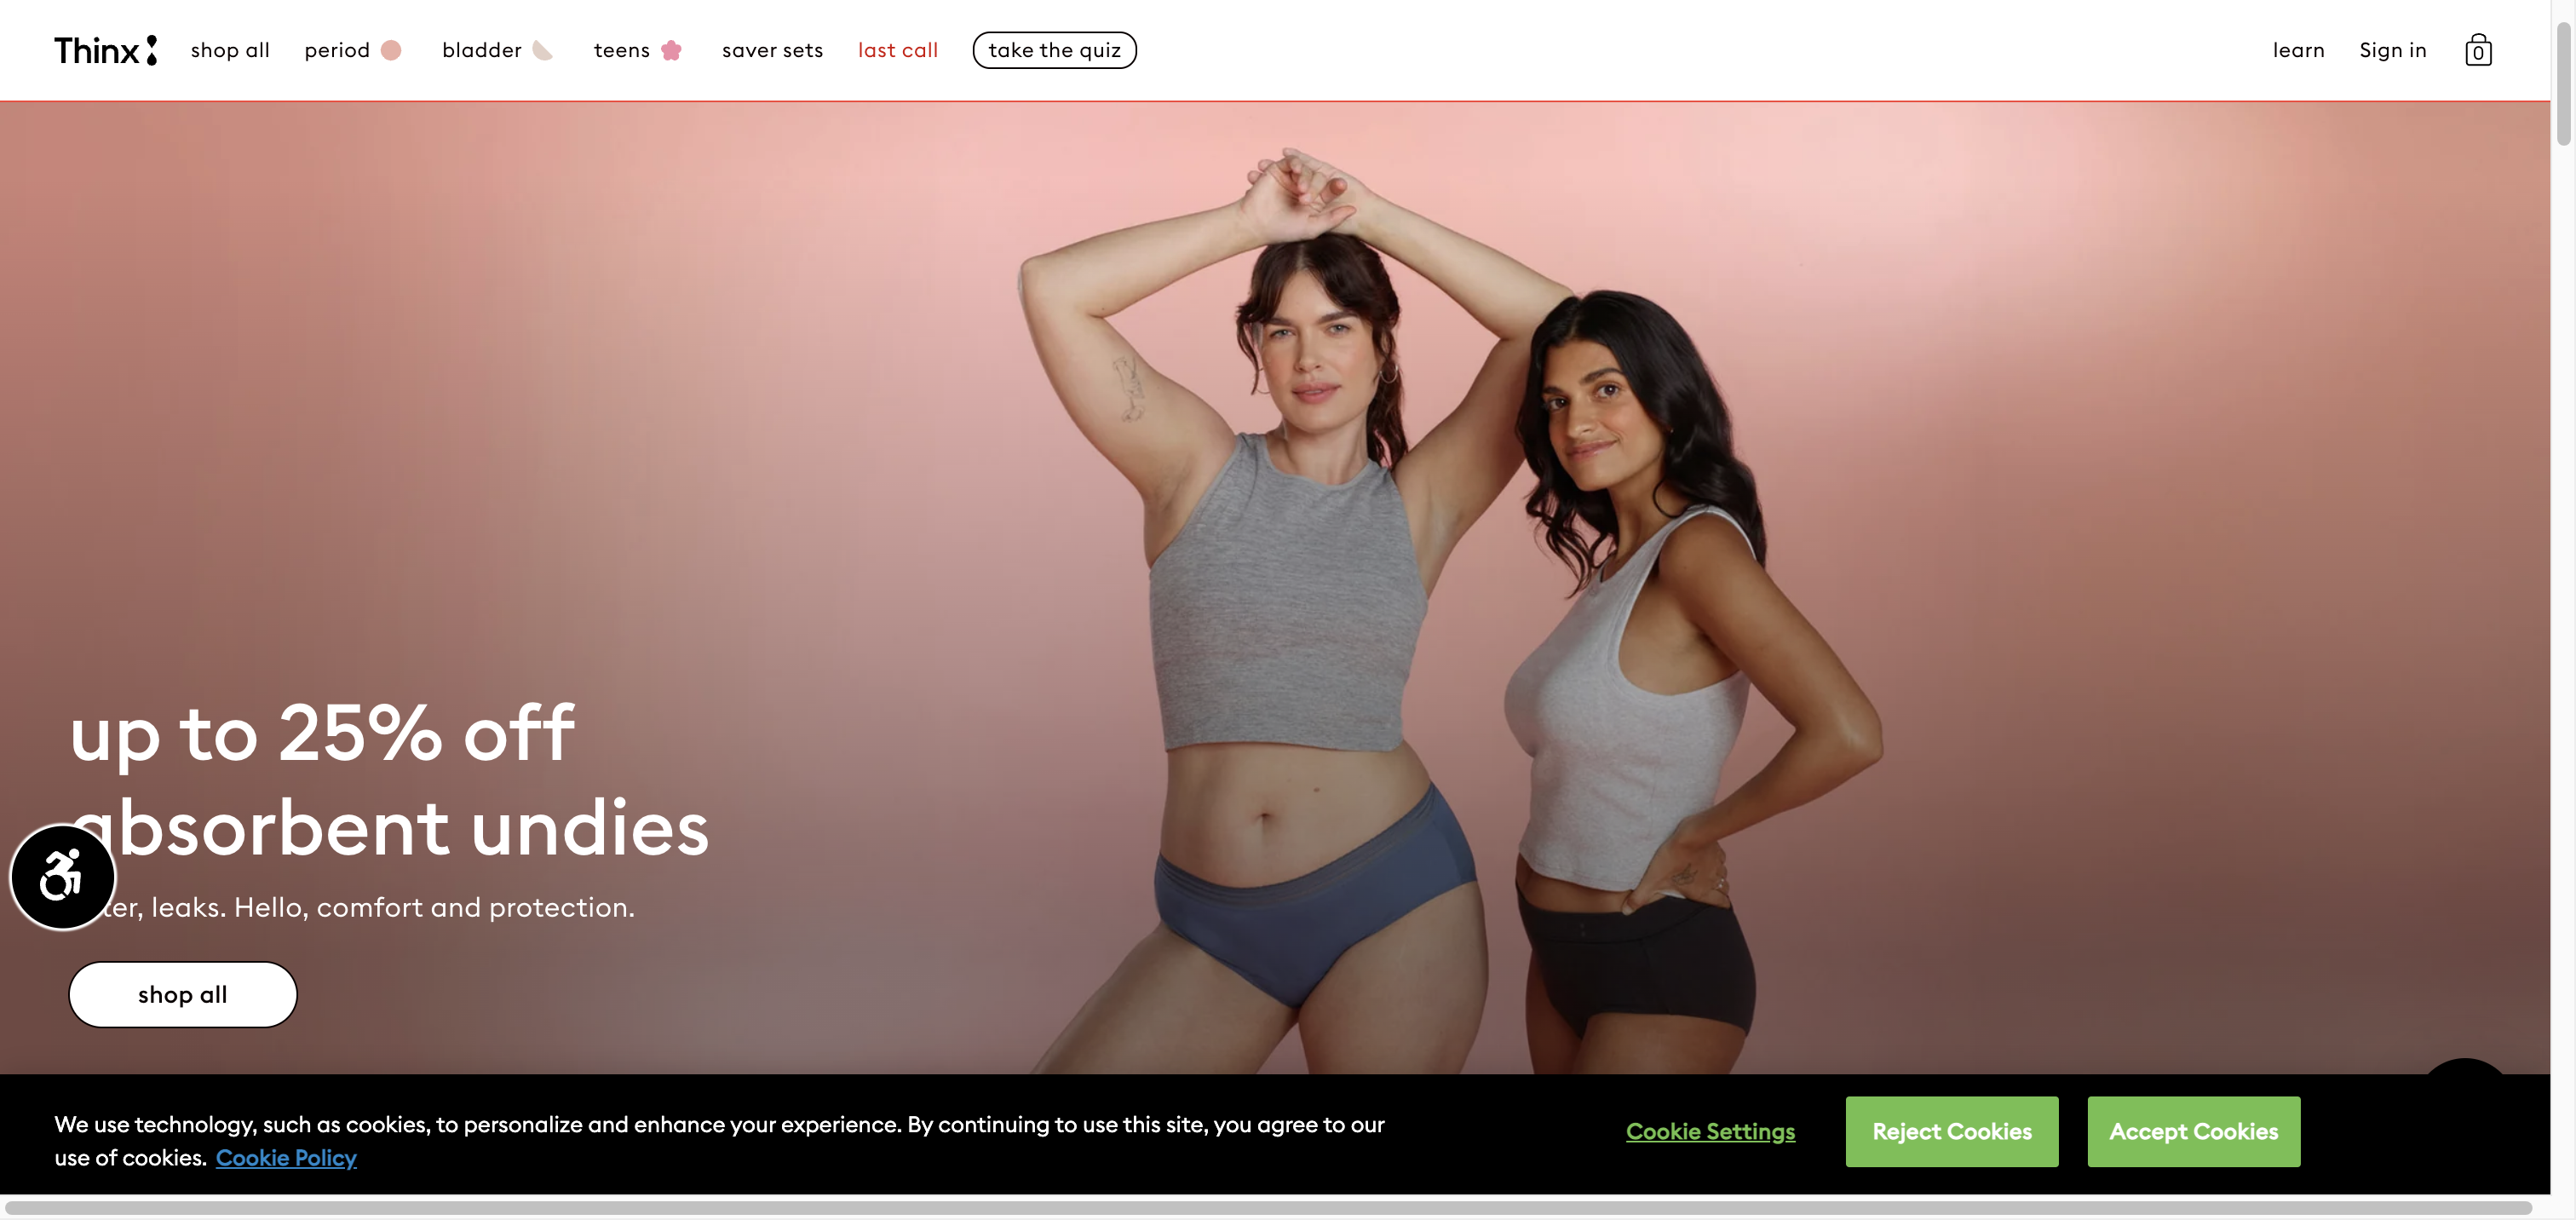 Thinx
shop all
period
bladder
teens
saver sets
last call
take the quiz
learn
Sign in
0
up to 25% off
absorbent undies
leaks. Hello, comfort and protection.
shop all
We use technology, such as cookies, to personalize and enhance your experience. By continuing to use this site, you agree to our
use of cookies. Cookie Policy
Cookie Settings
Reject Cookies
Accept Cookies